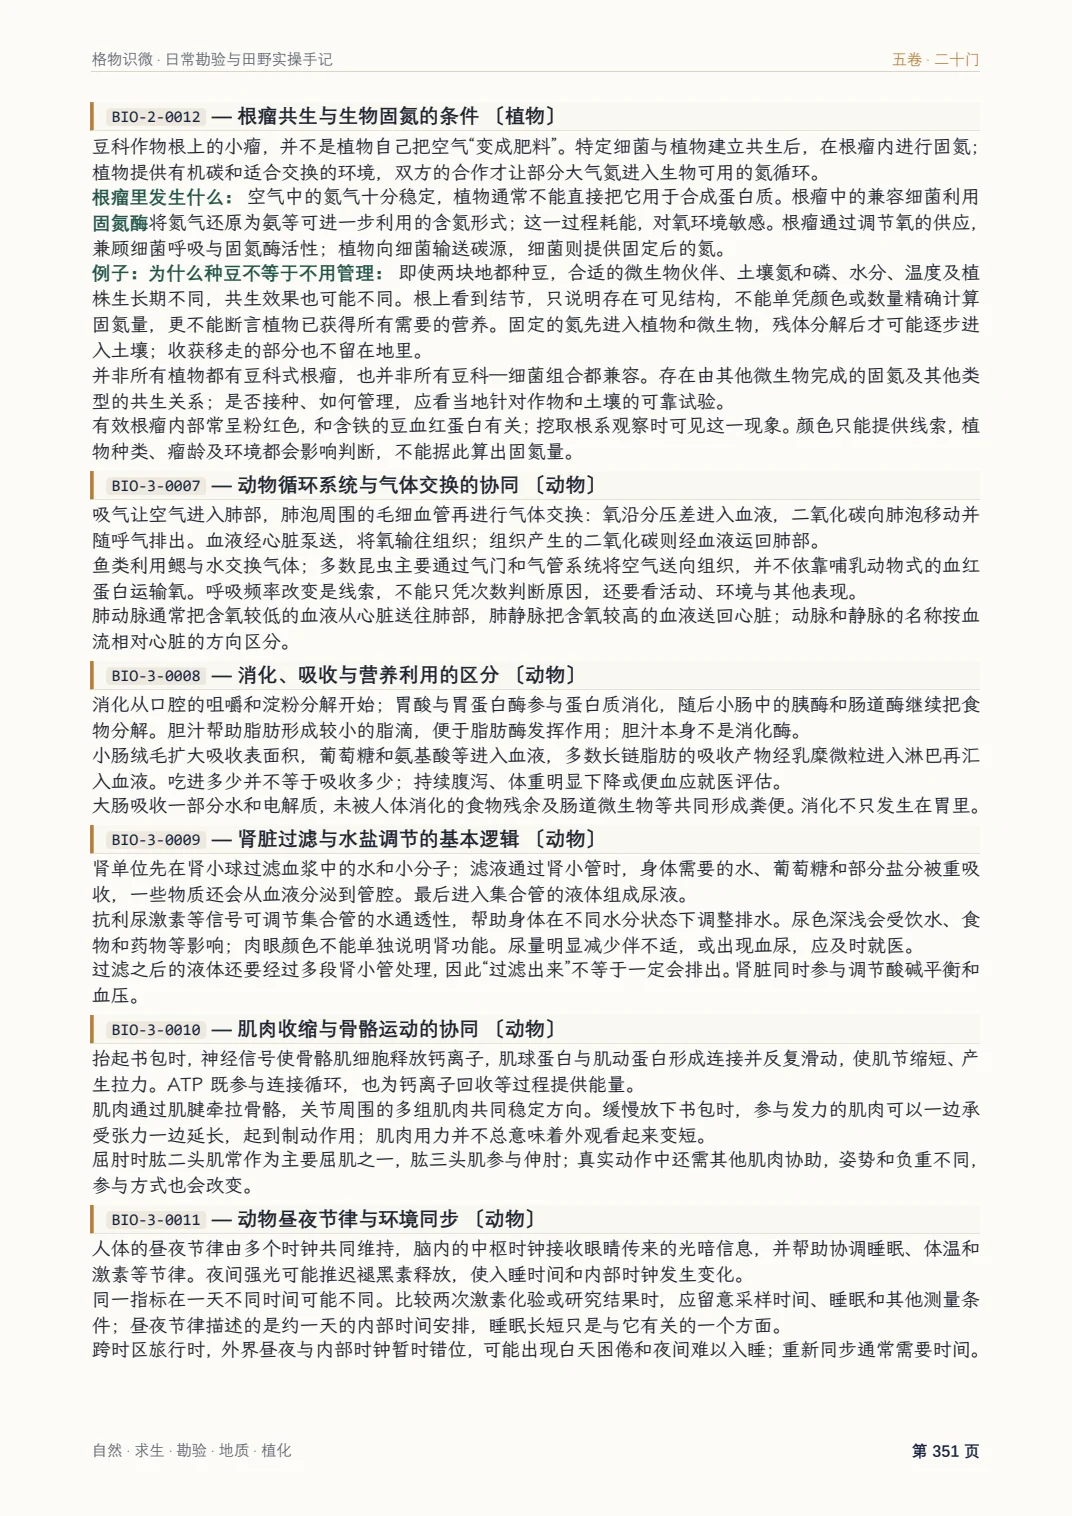 格物识微 · 日常勘验与田野实操手记
五卷 · 二十门
BIO-2-0012 — 根瘤共生与生物固氮的条件 〔植物〕
豆科作物根上的小瘤，并不是植物自己把空气“变成肥料”。特定细菌与植物建立共生后，在根瘤内进行固氮；
植物提供有机碳和适合交换的环境，双方的合作才让部分大气氮进入生物可用的氮循环。
根瘤里发生什么： 空气中的氮气十分稳定，植物通常不能直接把它用于合成蛋白质。根瘤中的兼容细菌利用
固氮酶将氮气还原为氨等可进一步利用的含氮形式；这一过程耗能，对氧环境敏感。根瘤通过调节氧的供应，
兼顾细菌呼吸与固氮酶活性；植物向细菌输送碳源，细菌则提供固定后的氮。
例子：为什么种豆不等于不用管理： 即使两块地都种豆，合适的微生物伙伴、土壤氮和磷、水分、温度及植
株生长期不同，共生效果也可能不同。根上看到结节，只说明存在可见结构，不能单凭颜色或数量精确计算
固氮量，更不能断言植物已获得所有需要的营养。固定的氮先进入植物和微生物，残体分解后才可能逐步进
入土壤；收获移走的部分也不留在地里。
并非所有植物都有豆科式根瘤，也并非所有豆科—细菌组合都兼容。存在由其他微生物完成的固氮及其他类
型的共生关系；是否接种、如何管理，应看当地针对作物和土壤的可靠试验。
有效根瘤内部常呈粉红色，和含铁的豆血红蛋白有关；挖取根系观察时可见这一现象。颜色只能提供线索，植
物种类、瘤龄及环境都会影响判断，不能据此算出固氮量。
BIO-3-0007 — 动物循环系统与气体交换的协同 〔动物〕
吸气让空气进入肺部，肺泡周围的毛细血管再进行气体交换：氧沿分压差进入血液，二氧化碳向肺泡移动并
随呼气排出。血液经心脏泵送，将氧输往组织；组织产生的二氧化碳则经血液运回肺部。
鱼类利用鳃与水交换气体；多数昆虫主要通过气门和气管系统将空气送向组织，并不依靠哺乳动物式的血红
蛋白运输氧。呼吸频率改变是线索，不能只凭次数判断原因，还要看活动、环境与其他表现。
肺动脉通常把含氧较低的血液从心脏送往肺部，肺静脉把含氧较高的血液送回心脏；动脉和静脉的名称按血
流相对心脏的方向区分。
BIO-3-0008 — 消化、吸收与营养利用的区分 〔动物〕
消化从口腔的咀嚼和淀粉分解开始；胃酸与胃蛋白酶参与蛋白质消化，随后小肠中的胰酶和肠道酶继续把食
物分解。胆汁帮助脂肪形成较小的脂滴，便于脂肪酶发挥作用；胆汁本身不是消化酶。
小肠绒毛扩大吸收表面积，葡萄糖和氨基酸等进入血液，多数长链脂肪的吸收产物经乳糜微粒进入淋巴再汇
入血液。吃进多少并不等于吸收多少；持续腹泻、体重明显下降或便血应就医评估。
大肠吸收一部分水和电解质，未被人体消化的食物残余及肠道微生物等共同形成粪便。消化不只发生在胃里。
BIO-3-0009 — 肾脏过滤与水盐调节的基本逻辑 〔动物〕
肾单位先在肾小球过滤血浆中的水和小分子；滤液通过肾小管时，身体需要的水、葡萄糖和部分盐分被重吸
收，一些物质还会从血液分泌到管腔。最后进入集合管的液体组成尿液。
抗利尿激素等信号可调节集合管的水通透性，帮助身体在不同水分状态下调整排水。尿色深浅会受饮水、食
物和药物等影响；肉眼颜色不能单独说明肾功能。尿量明显减少伴不适，或出现血尿，应及时就医。
过滤之后的液体还要经过多段肾小管处理，因此“过滤出来”不等于一定会排出。肾脏同时参与调节酸碱平衡和
血压。
BIO-3-0010 — 肌肉收缩与骨骼运动的协同 〔动物〕
抬起书包时，神经信号使骨骼肌细胞释放钙离子，肌球蛋白与肌动蛋白形成连接并反复滑动，使肌节缩短、产
生拉力。ATP 既参与连接循环，也为钙离子回收等过程提供能量。
肌肉通过肌腱牵拉骨骼，关节周围的多组肌肉共同稳定方向。缓慢放下书包时，参与发力的肌肉可以一边承
受张力一边延长，起到制动作用；肌肉用力并不总意味着外观看起来变短。
屈肘时肱二头肌常作为主要屈肌之一，肱三头肌参与伸肘；真实动作中还需其他肌肉协助，姿势和负重不同，
参与方式也会改变。
BIO-3-0011 — 动物昼夜节律与环境同步 〔动物〕
人体的昼夜节律由多个时钟共同维持，脑内的中枢时钟接收眼睛传来的光暗信息，并帮助协调睡眠、体温和
激素等节律。夜间强光可能推迟褪黑素释放，使入睡时间和内部时钟发生变化。
同一指标在一天不同时间可能不同。比较两次激素化验或研究结果时，应留意采样时间、睡眠和其他测量条
件；昼夜节律描述的是约一天的内部时间安排，睡眠长短只是与它有关的一个方面。
跨时区旅行时，外界昼夜与内部时钟暂时错位，可能出现白天困倦和夜间难以入睡；重新同步通常需要时间。
自然 · 求生 · 勘验 · 地质 · 植化
第 351 页